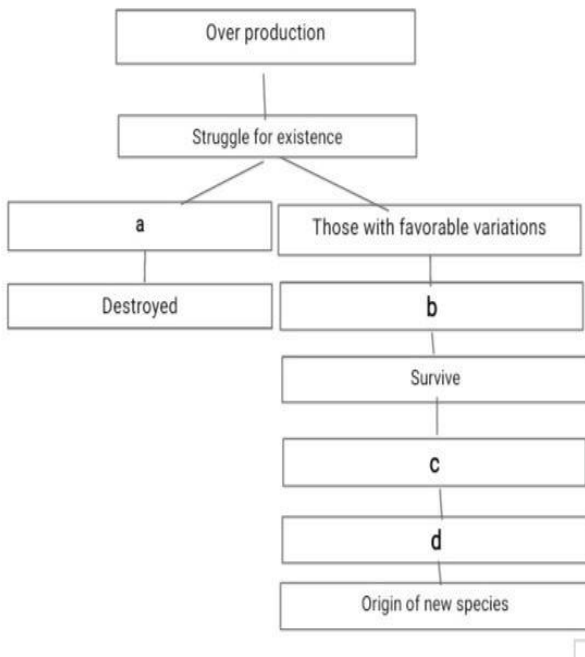 Over production
Struggle for existence
a
Those with favorable variations
Destroyed
b
Survive
c
d
Origin of new species